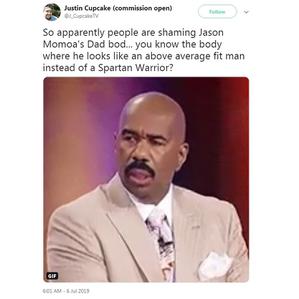 Justin Cupcake (commission open)
@J_CupcakeTV
Follow
So apparently people are shaming Jason
Momoa's Dad bod... you know the body
where he looks like an above average fit man
instead of a Spartan Warrior?
GIF
6:01 AM - 6 Jul 2019